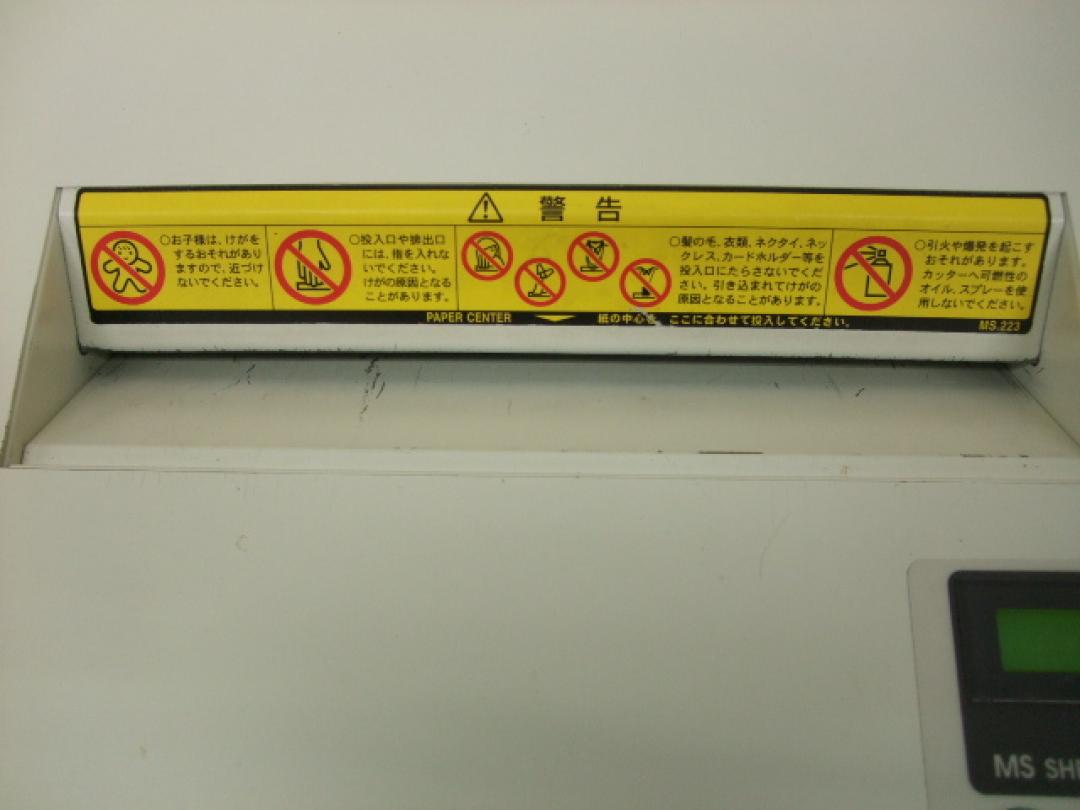 警告
○お子様は、けがを
するおそれがあり
ますので、近づけ
ないでください。
○投入口や排出口
には、指を入れな
いでください。
けがの原因となる
ことがあります。
○髪の毛、衣類、ネクタイ、ネッ
クレス、カードホルダー等を
投入口にたらさないでくだ
さい。引き込まれてけがの
原因となることがあります。
○引火や爆発を起こす
おそれがあります。
カッターへ可燃性の
オイル、スプレーを使
用しないでください。
PAPER CENTER 紙の中心を ここに合わせて投入してください。
MS.223
MS